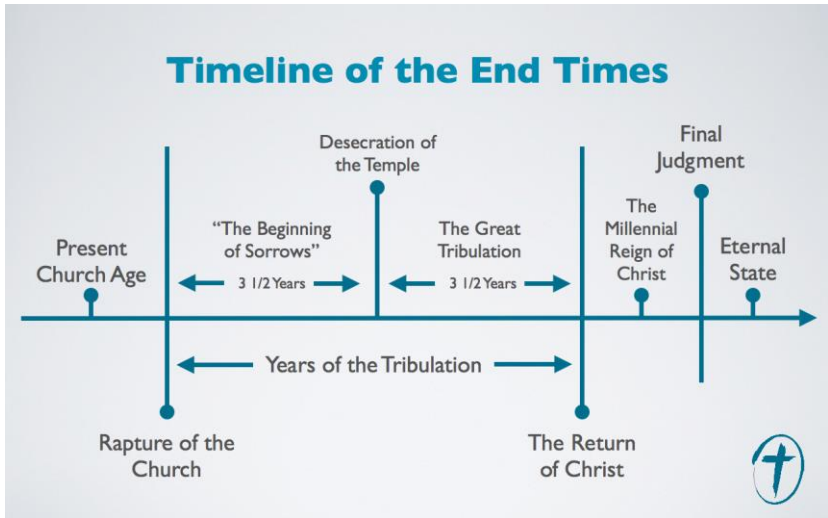 Timeline of the End Times
Desecration of
the Temple
Final
Judgment
Present
Church Age
"The Beginning
of Sorrows"
3 1/2 Years
The Great
Tribulation
3 1/2 Years
The
Millennial
Reign of
Christ
Eternal
State
Years of the Tribulation
Rapture of the
Church
The Return
of Christ